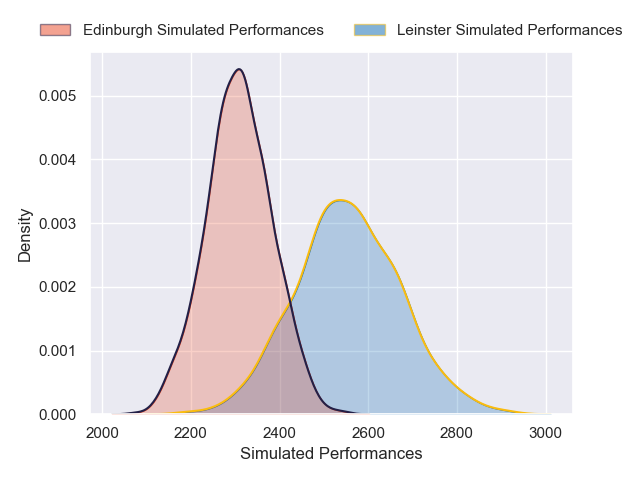 Edinburgh Simulated Performances
Leinster Simulated Performances
0.005
0.004
0.003
0.002
0.001
0.000
Density
2000 2200 2400 2600 2800 3000
Simulated Performances